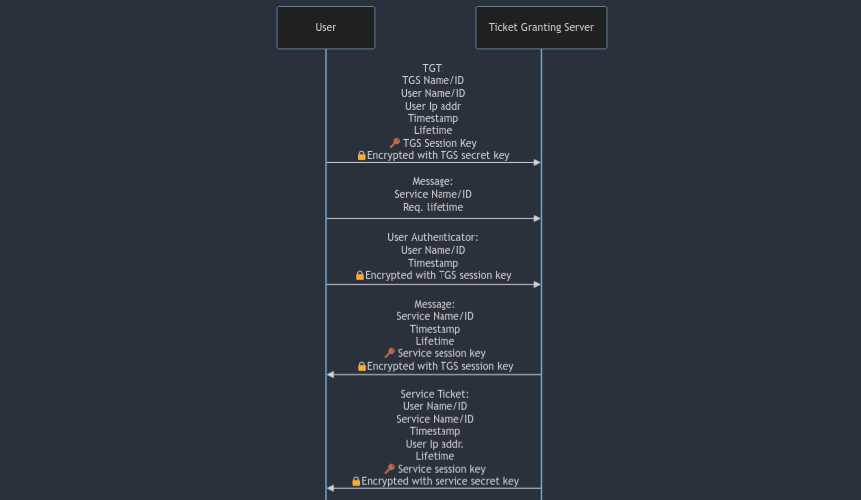 User
Ticket Granting Server
TGT:
TGS Name/ID
User Name/ID
User Ip addr
Timestamp
Lifetime
🔑 TGS Session Key
🔒Encrypted with TGS secret key
Message:
Service Name/ID
Req. lifetime
User Authenticator:
User Name/ID
Timestamp
🔒Encrypted with TGS session key
Message:
Service Name/ID
Timestamp
Lifetime
🔑 Service session key
🔒Encrypted with TGS session key
Service Ticket:
User Name/ID
Service Name/ID
Timestamp
User Ip addr.
Lifetime
🔑 Service session key
🔒Encrypted with service secret key